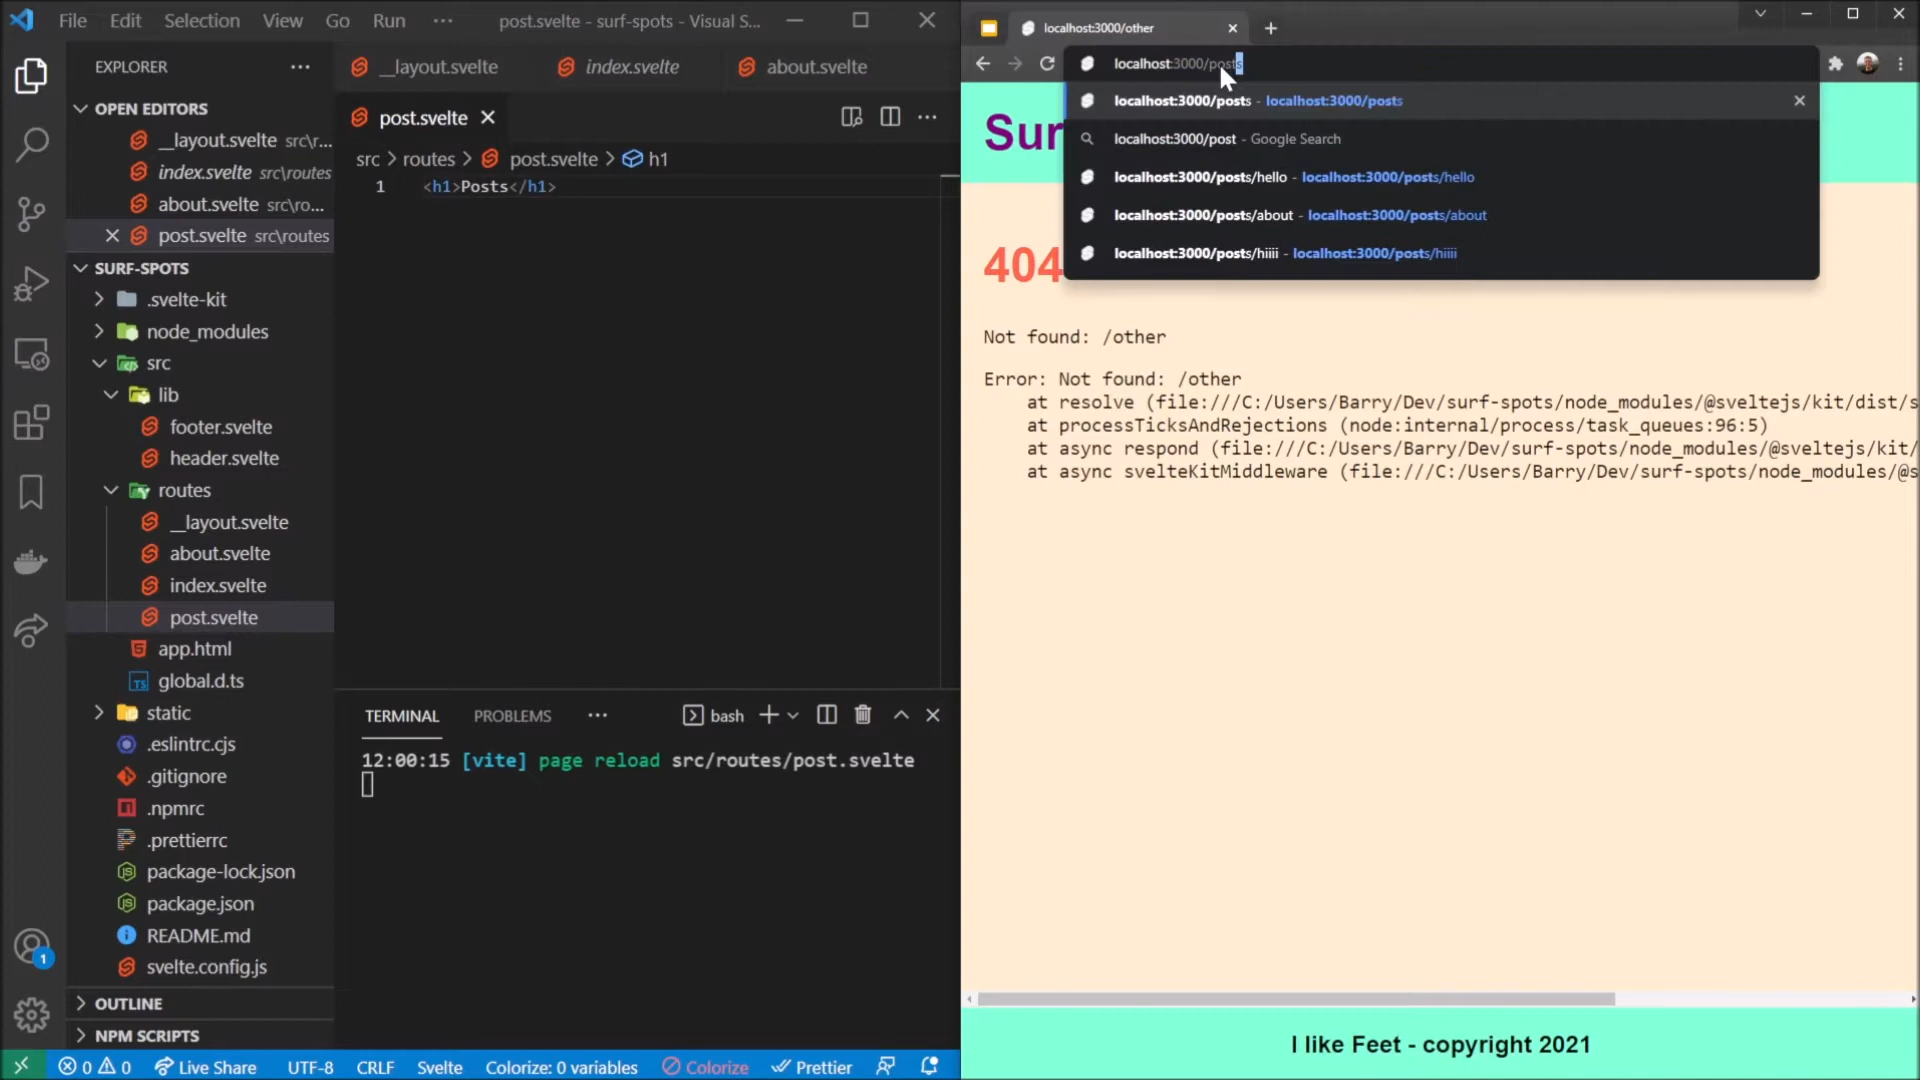 File Edit Selection View Go Run ··· post.svelte - surf-spots - Visual S...
EXPLORER
OPEN EDITORS
__layout.svelte src\r...
index.svelte src\routes
about.svelte src\ro...
post.svelte src\routes
SURF-SPOTS
.svelte-kit
node_modules
src
lib
footer.svelte
header.svelte
routes
__layout.svelte
about.svelte
index.svelte
post.svelte
app.html
TS global.d.ts
static
.eslintrc.cjs
.gitignore
.npmrc
.prettierrc
package-lock.json
package.json
README.md
svelte.config.js
OUTLINE
NPM SCRIPTS
1
__layout.svelte index.svelte about.svelte
post.svelte
src > routes > post.svelte > h1
1 <h1>Posts</h1>
TERMINAL PROBLEMS ··· bash
12:00:15 [vite] page reload src/routes/post.svelte
0 0 Live Share UTF-8 CRLF Svelte Colorize: 0 variables Colorize Prettier
localhost:3000/other
localhost:3000/posts
localhost:3000/posts - localhost:3000/posts
localhost:3000/post - Google Search
localhost:3000/posts/hello - localhost:3000/posts/hello
localhost:3000/posts/about - localhost:3000/posts/about
localhost:3000/posts/hiiii - localhost:3000/posts/hiiii
Sur
404
Not found: /other
Error: Not found: /other
at resolve (file:///C:/Users/Barry/Dev/surf-spots/node_modules/@sveltejs/kit/dist/s
at processTicksAndRejections (node:internal/process/task_queues:96:5)
at async respond (file:///C:/Users/Barry/Dev/surf-spots/node_modules/@sveltejs/kit/
at async svelteKitMiddleware (file:///C:/Users/Barry/Dev/surf-spots/node_modules/@s
I like Feet - copyright 2021